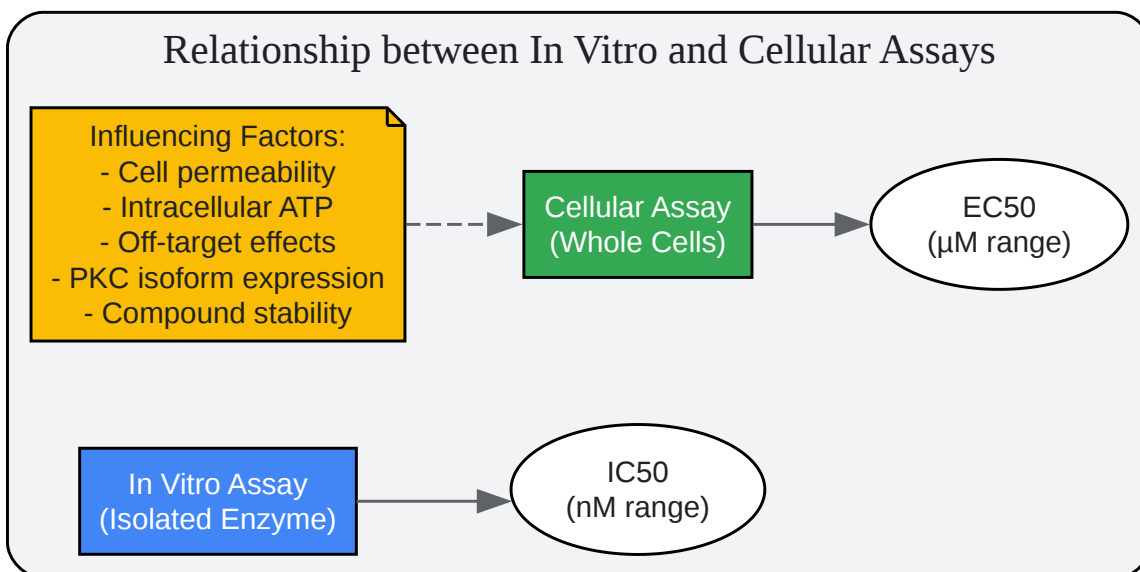 Relationship between In Vitro and Cellular Assays
Influencing Factors:
- Cell permeability
- Intracellular ATP
- Off-target effects
- PKC isoform expression
- Compound stability
Cellular Assay
(Whole Cells)
EC50
(µM range)
In Vitro Assay
(Isolated Enzyme)
IC50
(nM range)